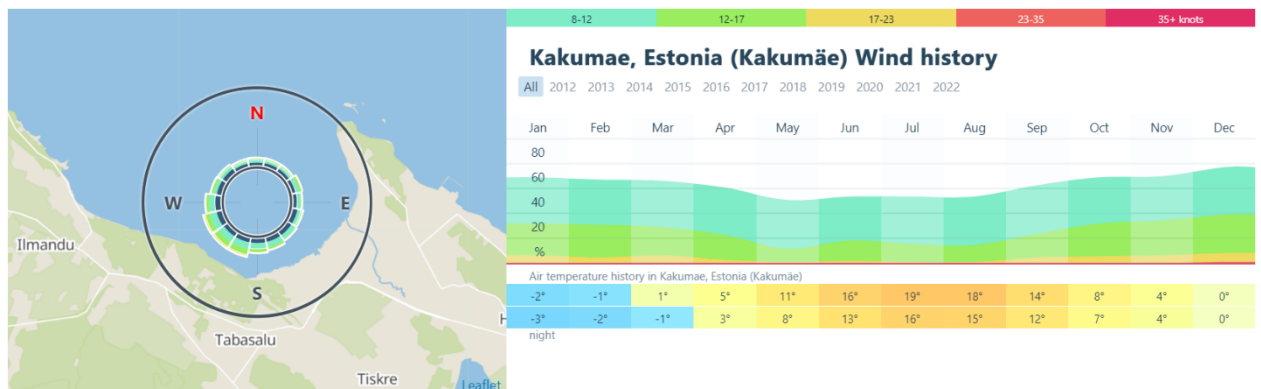 8-12 12-17 17-23 23-35 35+ knots
Kakumae, Estonia (Kakumäe) Wind history
All 2012 2013 2014 2015 2016 2017 2018 2019 2020 2021 2022
Jan Feb Mar Apr May Jun Jul Aug Sep Oct Nov Dec
80
60
40
20
%
Air temperature history in Kakumae, Estonia (Kakumäe)
-2° -1° 1° 5° 11° 16° 19° 18° 14° 8° 4° 0°
-3° -2° -1° 3° 8° 13° 16° 15° 12° 7° 4° 0°
night
N
W E
S
Ilmandu
Tabasalu
Tiskre
H
Leaflet